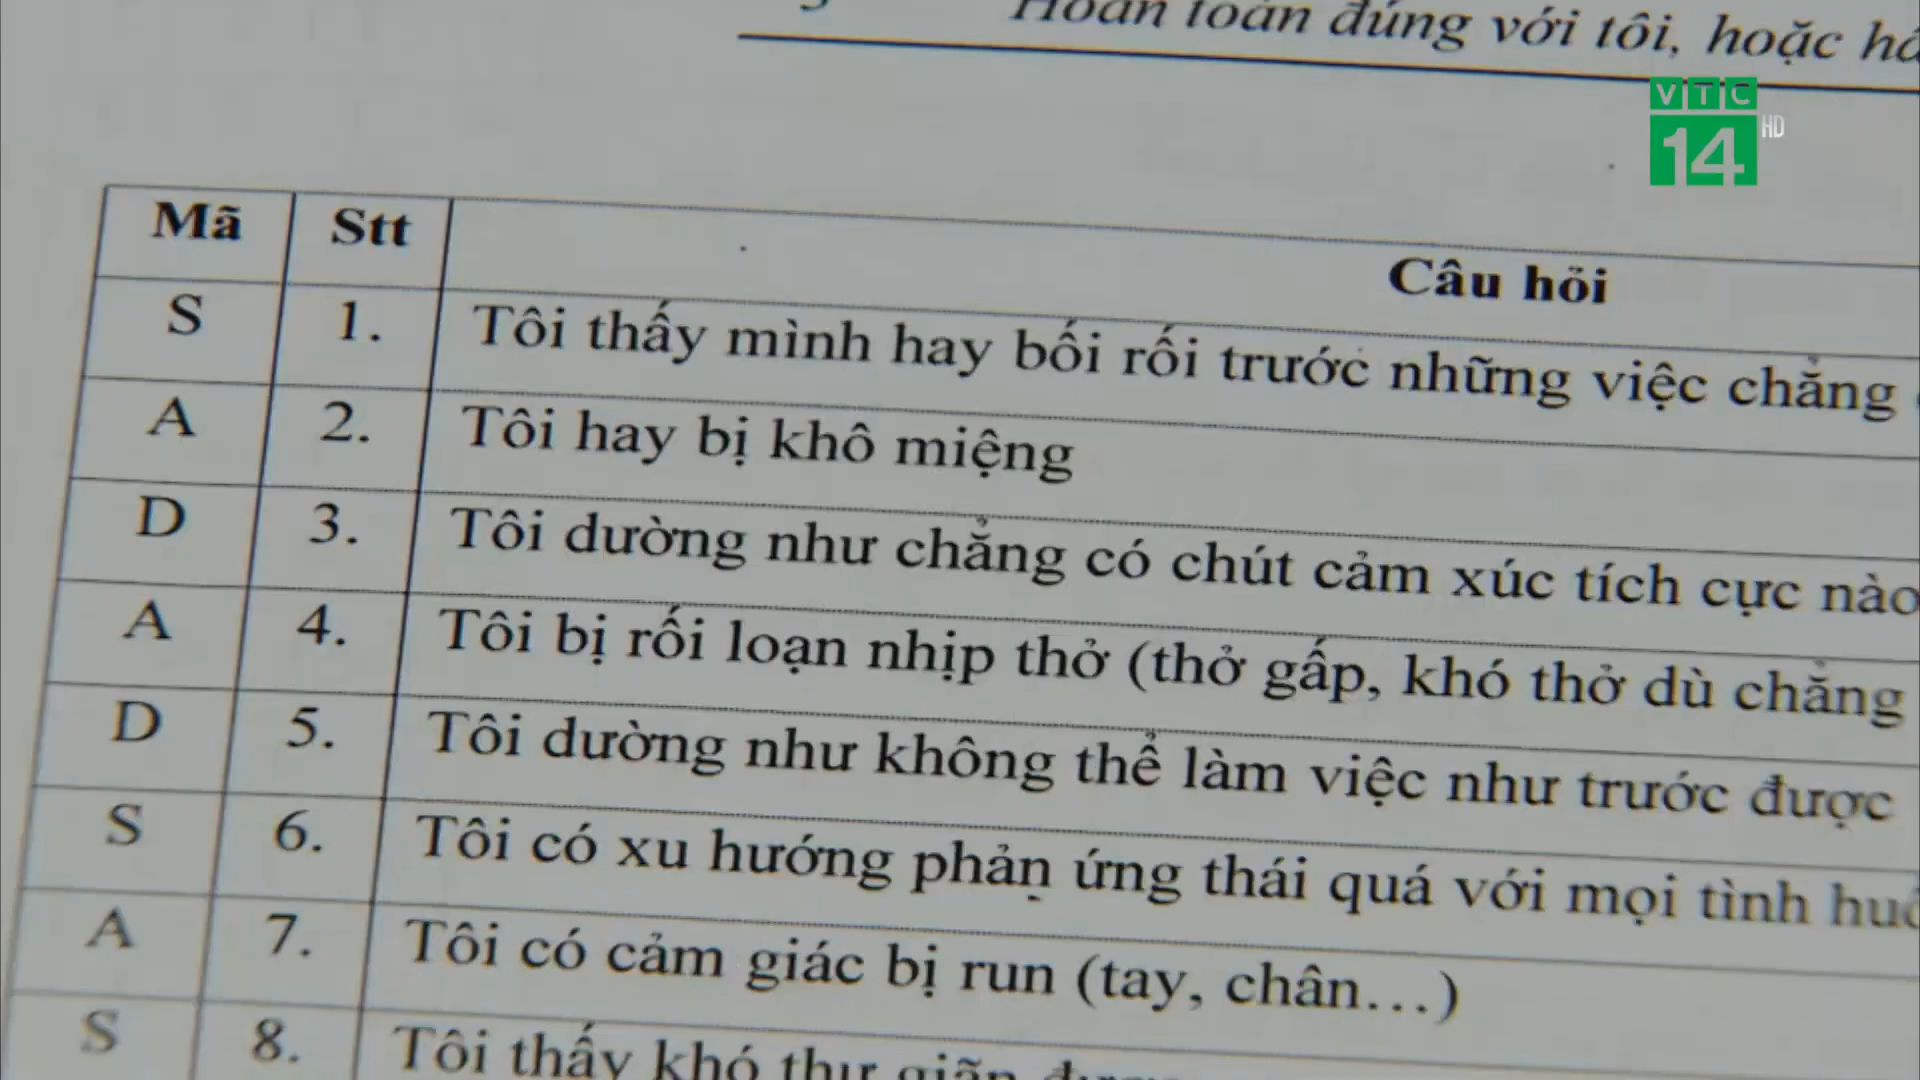 Hoàn toàn đúng với tôi, hoặc
VTC
14 HD
Mã Stt Câu hỏi
S 1. Tôi thấy mình hay bối rối trước những việc chẳng
A 2. Tôi hay bị khô miệng
D 3. Tôi dường như chẳng có chút cảm xúc tích cực nào
A 4. Tôi bị rối loạn nhịp thở (thở gấp, khó thở dù chẳng
D 5. Tôi dường như không thể làm việc như trước được
S 6. Tôi có xu hướng phản ứng thái quá với mọi tình
A 7. Tôi có cảm giác bị run (tay, chân…)
S 8. Tôi thấy khó thư giãn được